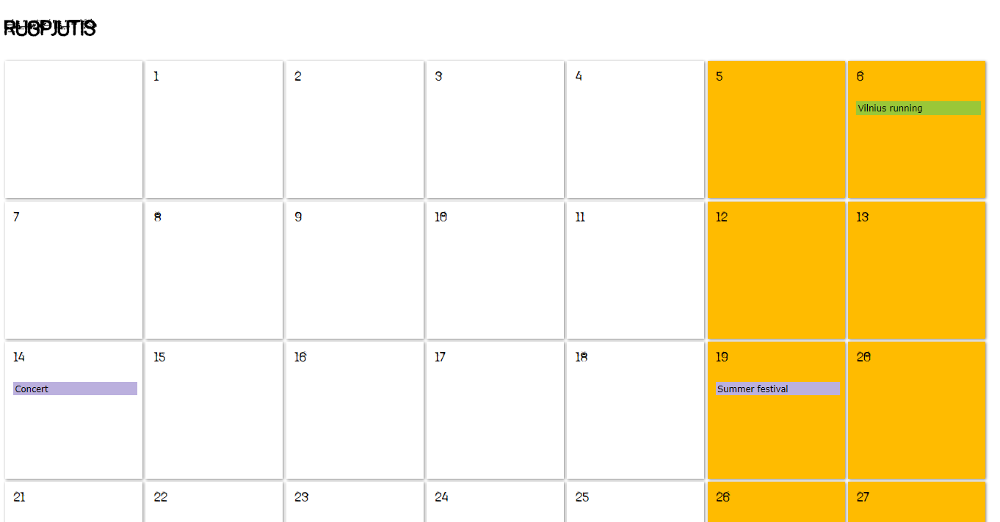 RUGPJUTIS
1 2 3 4 5 6
Vilnius running
7 8 9 10 11 12 13
14 15 16 17 18 19 20
Concert Summer festival
21 22 23 24 25 26 27